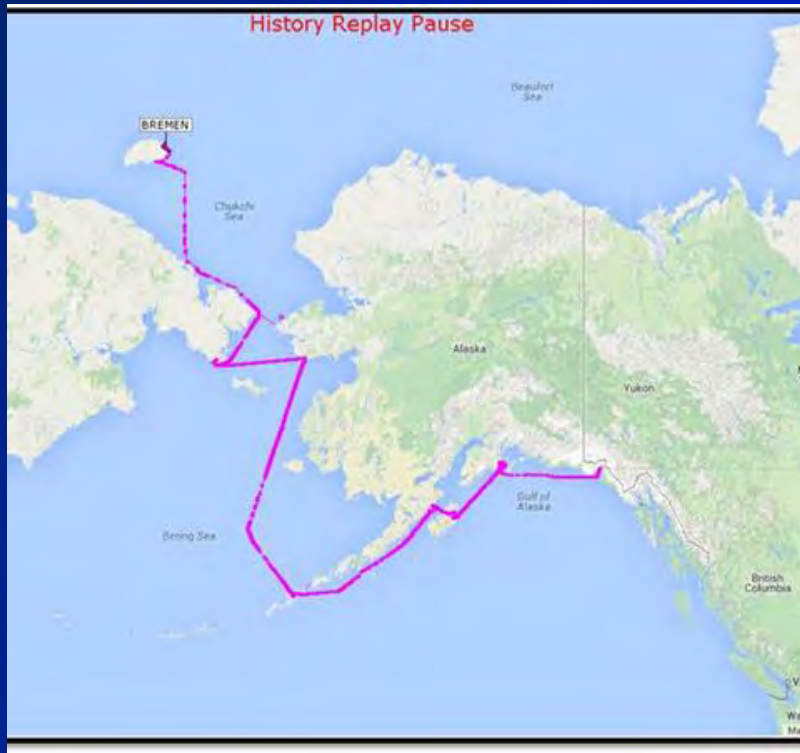 History Replay Pause
Beaufort
Sea
BREMEN
Chukchi
Sea
Alaska
Yukon
Gulf of
Alaska
Bering Sea
British
Columbia